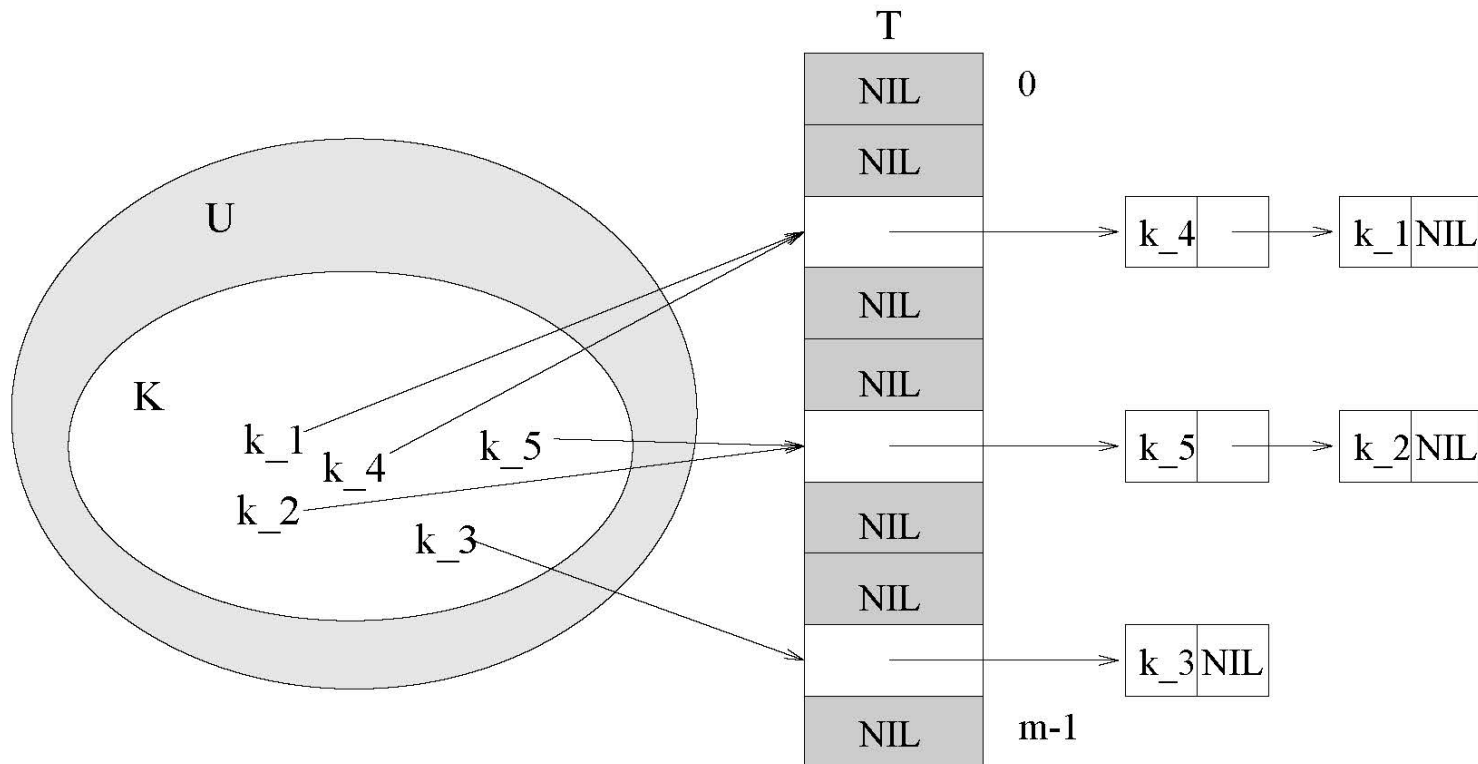 T
NIL 0
NIL
U
k_4 k_1 NIL
NIL
NIL
K
k_1
k_4
k_5
k_5 k_2 NIL
k_2
k_3
NIL
NIL
k_3 NIL
NIL m-1